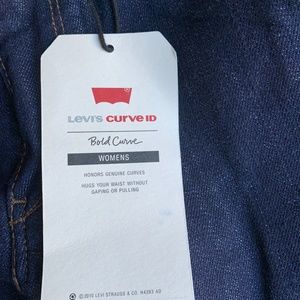 LEVI'S CURVE ID
Bold Curve
WOMENS
HONORS GENUINE CURVES
HUGS YOUR WAIST WITHOUT
GAPING OR PULLING
© 2010 LEVI STRAUSS & CO.